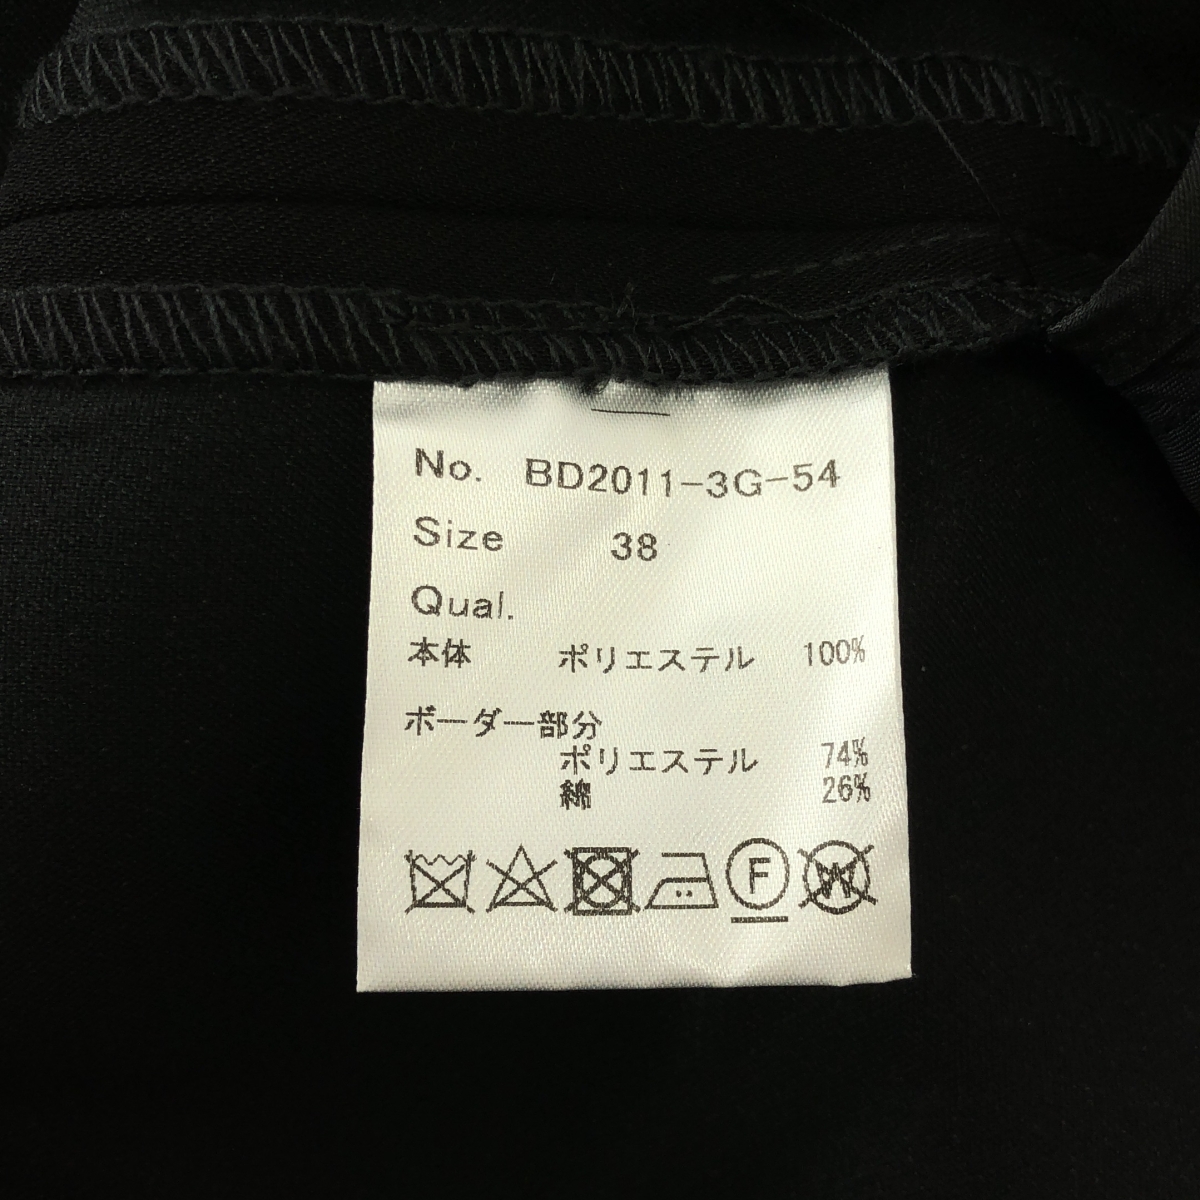 No. BD2011-3G-54
Size 38
Qual.
本体 ポリエステル 100%
ボーダー部分
ポリエステル 74%
綿 26%
F W